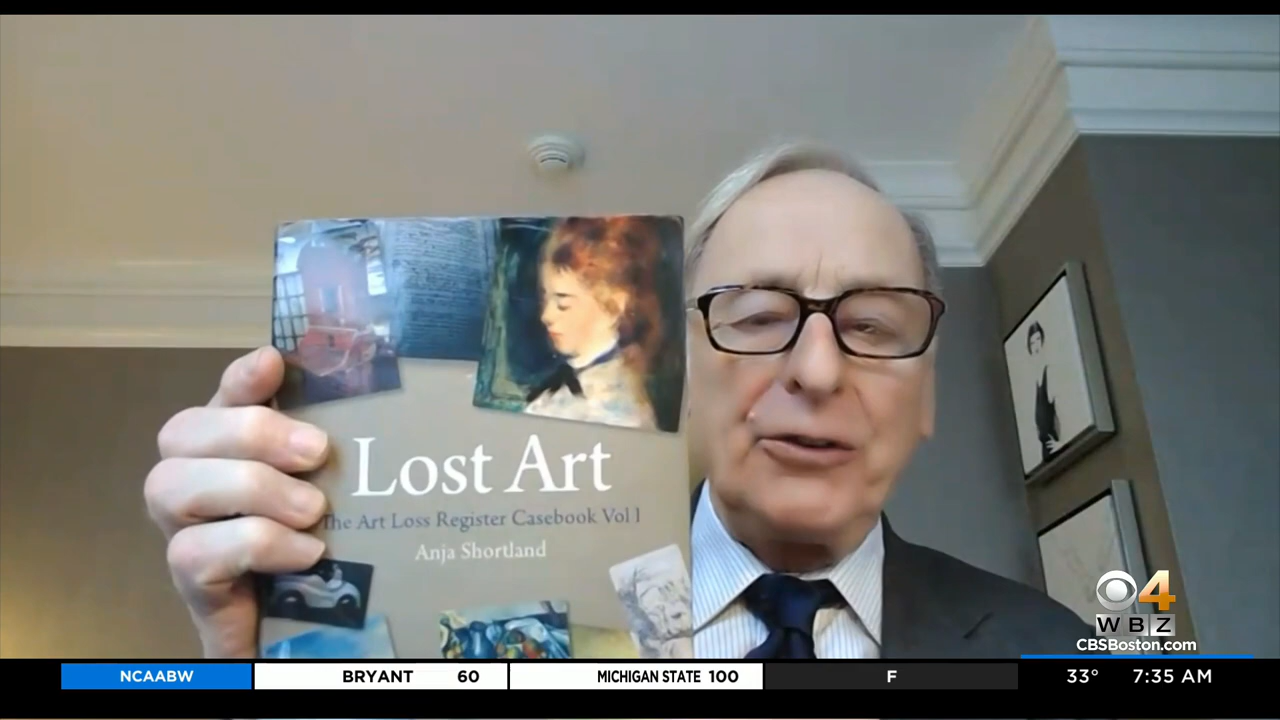 Lost Art
The Art Loss Register Casebook Vol 1
Anja Shortland
4
WBZ
CBSBoston.com
NCAABW BRYANT 60 MICHIGAN STATE 100 F 33° 7:35 AM